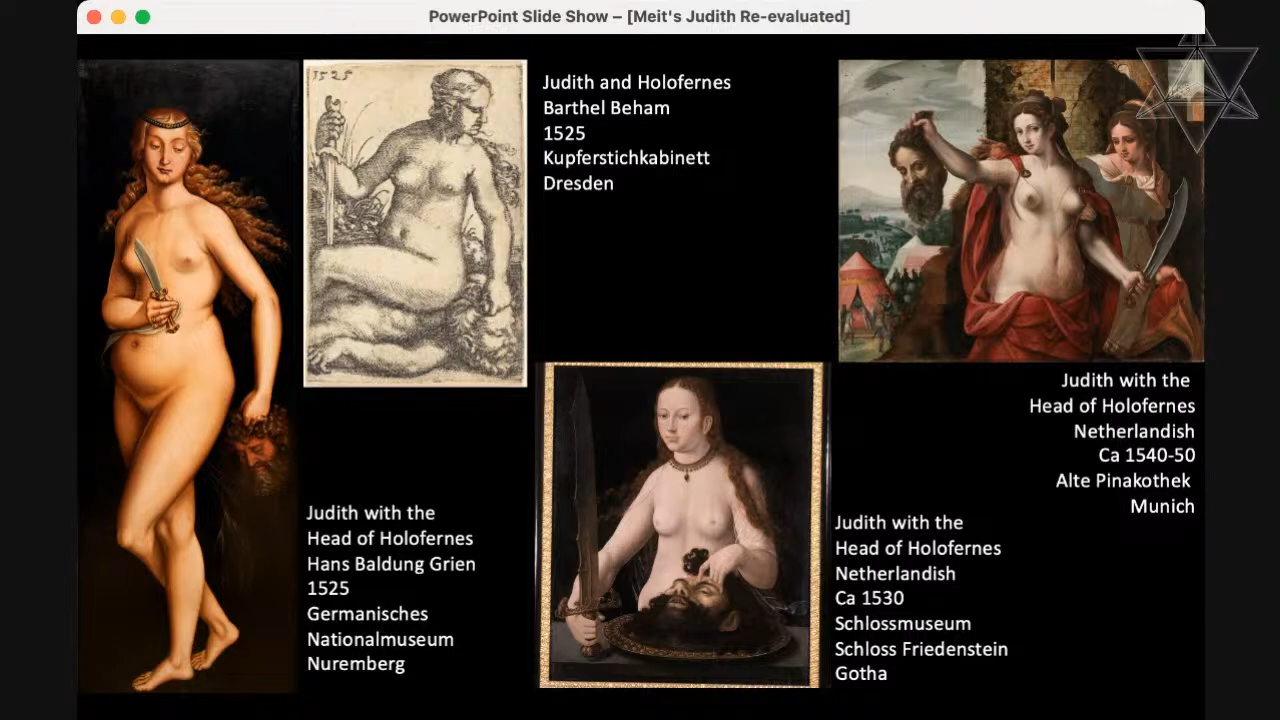 PowerPoint Slide Show – [Meit's Judith Re-evaluated]
1525
Judith and Holofernes
Barthel Beham
1525
Kupferstichkabinett
Dresden
Judith with the
Head of Holofernes
Netherlandish
Ca 1540-50
Alte Pinakothek
Munich
Judith with the
Head of Holofernes
Hans Baldung Grien
1525
Germanisches
Nationalmuseum
Nuremberg
Judith with the
Head of Holofernes
Netherlandish
Ca 1530
Schlossmuseum
Schloss Friedenstein
Gotha